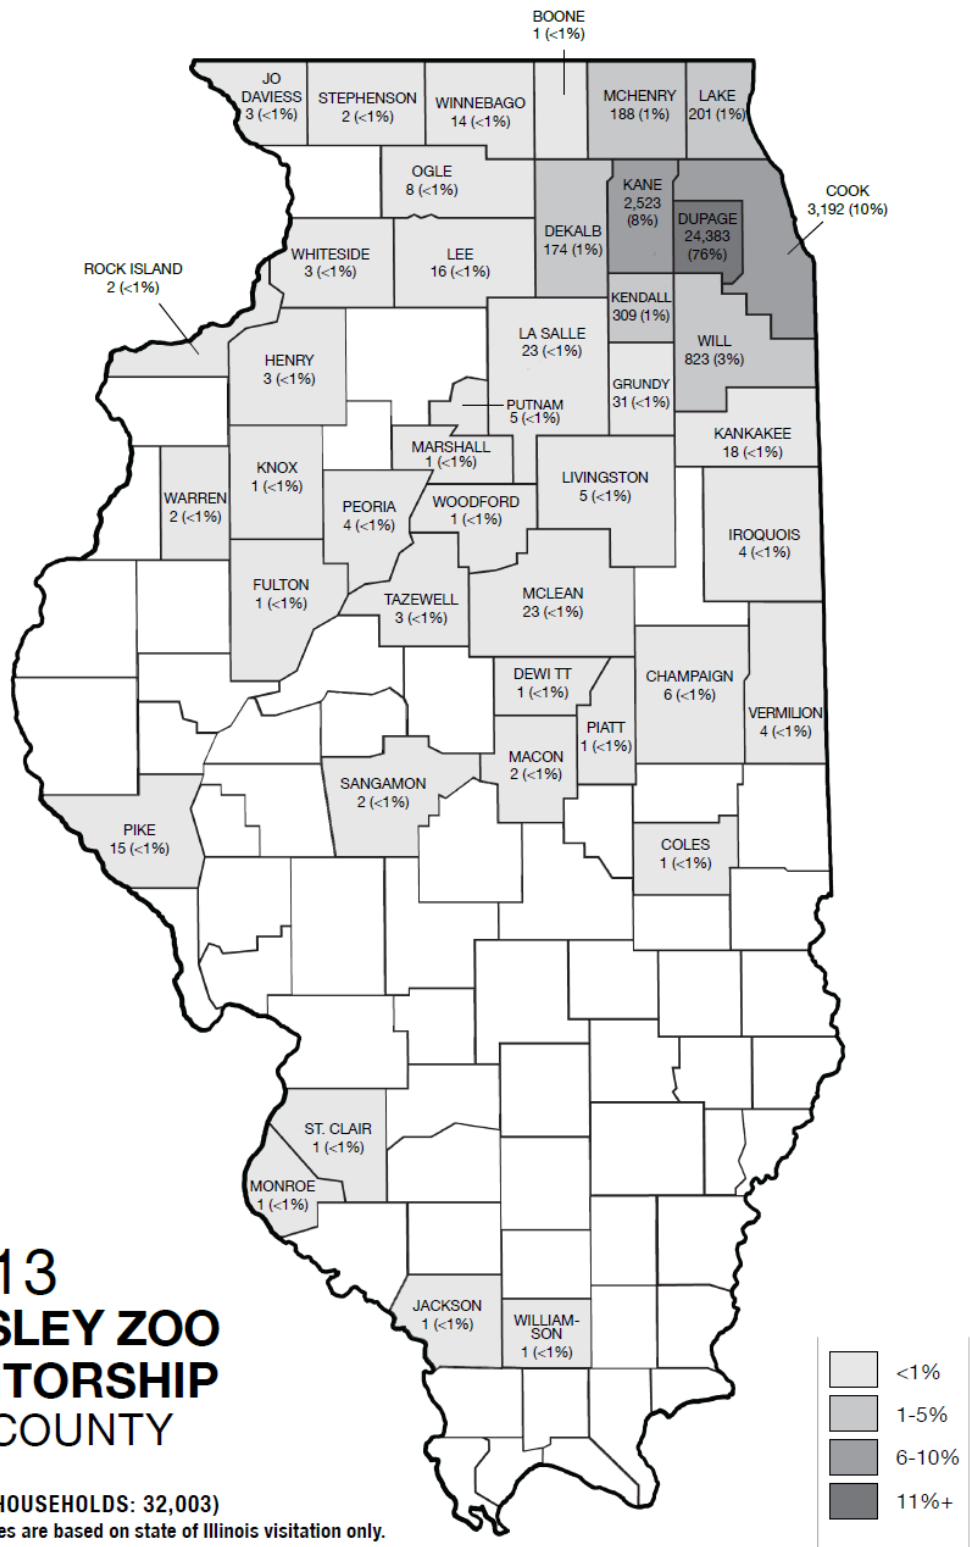 BOONE
1 (<1%)
JO
DAVIESS
3 (<1%)
STEPHENSON
2 (<1%)
WINNEBAGO
14 (<1%)
MCHENRY
188 (1%)
LAKE
201 (1%)
OGLE
8 (<1%)
KANE
2,523
(8%)
COOK
3,192 (10%)
DUPAGE
24,383
(76%)
DEKALB
174 (1%)
WHITESIDE
3 (<1%)
LEE
16 (<1%)
ROCK ISLAND
2 (<1%)
KENDALL
309 (1%)
LA SALLE
23 (<1%)
WILL
823 (3%)
HENRY
3 (<1%)
GRUNDY
31 (<1%)
PUTNAM
5 (<1%)
KANKAKEE
18 (<1%)
MARSHALL
1 (<1%)
KNOX
1 (<1%)
LIVINGSTON
5 (<1%)
WARREN
2 (<1%)
PEORIA
4 (<1%)
WOODFORD
1 (<1%)
IROQUOIS
4 (<1%)
FULTON
1 (<1%)
TAZEWELL
3 (<1%)
MCLEAN
23 (<1%)
DEWI TT
1 (<1%)
CHAMPAIGN
6 (<1%)
VERMILION
4 (<1%)
PIATT
1 (<1%)
MACON
2 (<1%)
SANGAMON
2 (<1%)
PIKE
15 (<1%)
COLES
1 (<1%)
ST. CLAIR
1 (<1%)
MONROE
1 (<1%)
JACKSON
1 (<1%)
WILLIAM-
SON
1 (<1%)
13
SLEY ZOO
TORSHIP
COUNTY
HOUSEHOLDS: 32,003)
es are based on state of Illinois visitation only.
<1%
1-5%
6-10%
11%+